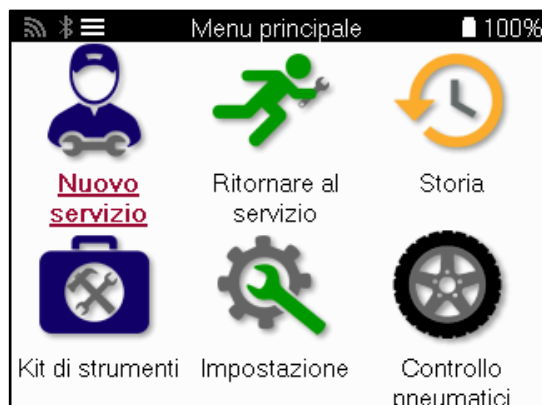 Menu principale 100%
Nuovo servizio
Ritornare al servizio
Storia
Kit di strumenti
Impostazione
Controllo pneumatici